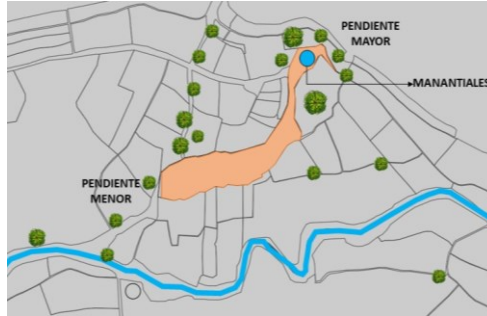 PENDIENTE
MAYOR
MANANTIALES
PENDIENTE
MENOR